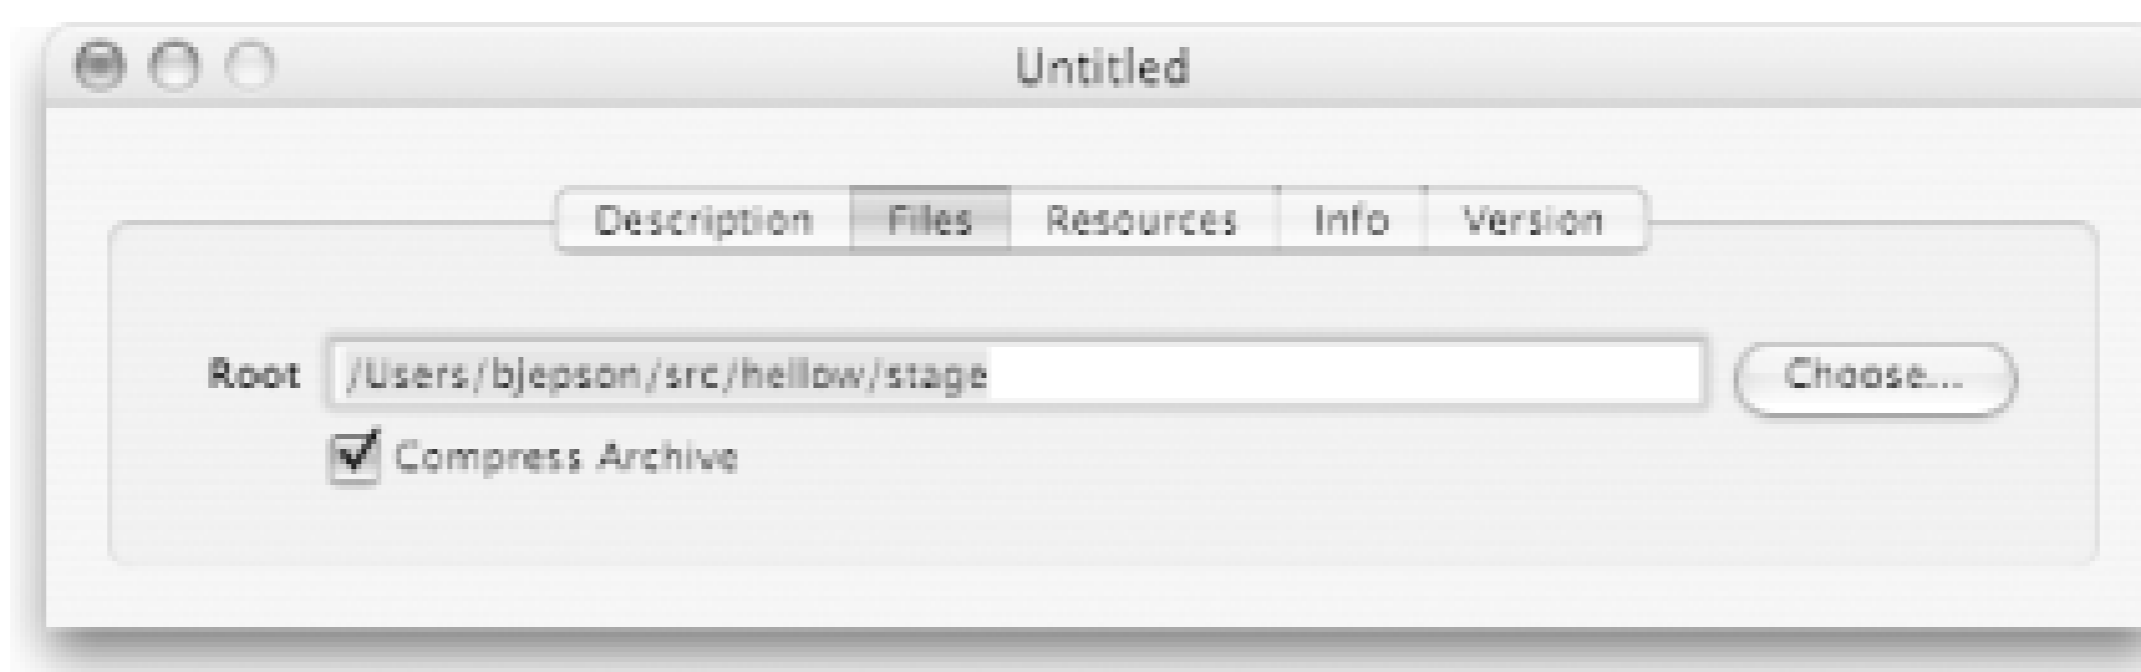 Untitled
Description Files Resources Info Version
Root /Users/bjepson/src/hellow/stage Choose...
Compress Archive